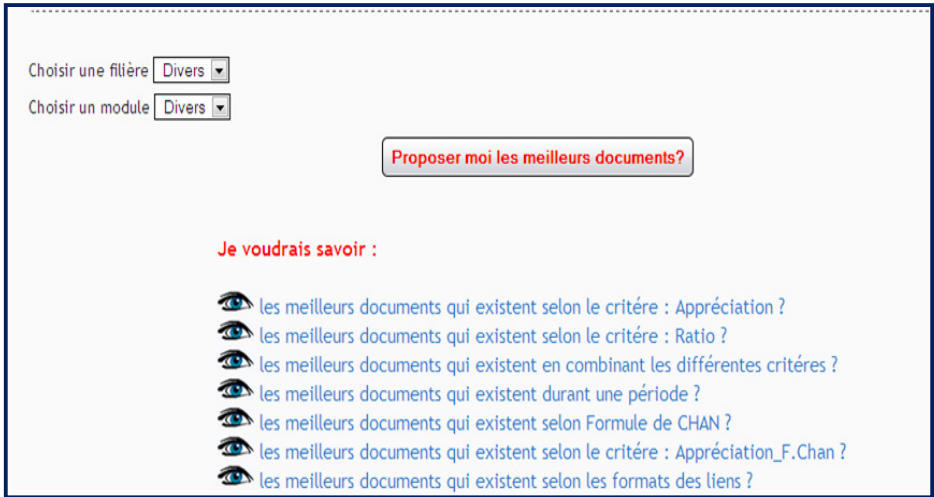 Choisir une filière Divers
Choisir un module Divers
Proposer moi les meilleurs documents?
Je voudrais savoir :
les meilleurs documents qui existent selon le critére : Appréciation ?
les meilleurs documents qui existent selon le critére : Ratio ?
les meilleurs documents qui existent en combinant les différentes critéres ?
les meilleurs documents qui existent durant une période ?
les meilleurs documents qui existent selon Formule de CHAN ?
les meilleurs documents qui existent selon le critére : Appréciation_F.Chan ?
les meilleurs documents qui existent selon les formats des liens ?